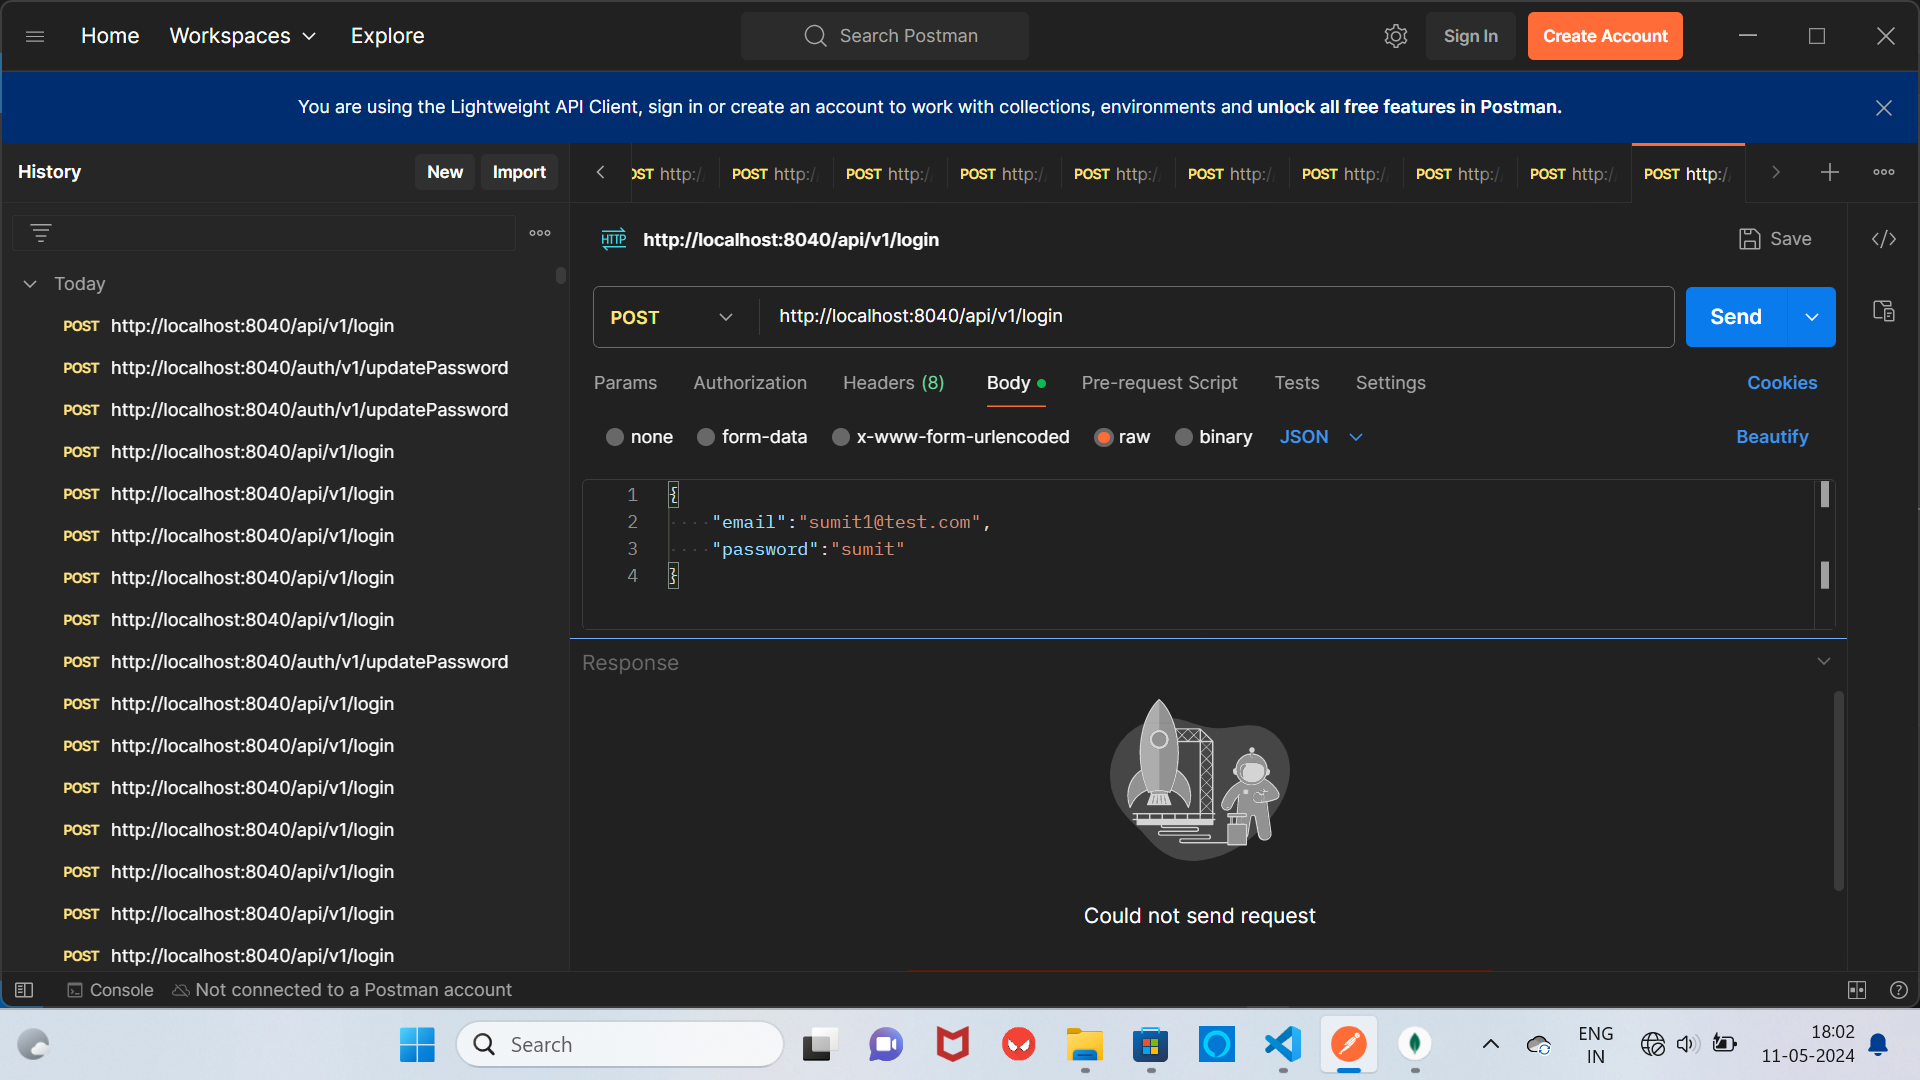 Home Workspaces Explore Search Postman Sign In Create Account
You are using the Lightweight API Client, sign in or create an account to work with collections, environments and unlock all free features in Postman.
History New Import
OST http:/ POST http:/ POST http:/ POST http:/ POST http:/ POST http:/ POST http:/ POST http:/ POST http:/ POST http:/
HTTP http://localhost:8040/api/v1/login Save
Today
POST http://localhost:8040/api/v1/login
POST http://localhost:8040/auth/v1/updatePassword
POST http://localhost:8040/auth/v1/updatePassword
POST http://localhost:8040/api/v1/login
POST http://localhost:8040/api/v1/login
POST http://localhost:8040/api/v1/login
POST http://localhost:8040/api/v1/login
POST http://localhost:8040/api/v1/login
POST http://localhost:8040/auth/v1/updatePassword
POST http://localhost:8040/api/v1/login
POST http://localhost:8040/api/v1/login
POST http://localhost:8040/api/v1/login
POST http://localhost:8040/api/v1/login
POST http://localhost:8040/api/v1/login
POST http://localhost:8040/api/v1/login
POST http://localhost:8040/api/v1/login
POST http://localhost:8040/api/v1/login Send
Params Authorization Headers (8) Body Pre-request Script Tests Settings Cookies
none form-data x-www-form-urlencoded raw binary JSON Beautify
1 {
2 "email":"sumit1@test.com",
3 "password":"sumit"
4 }
Response
Could not send request
Console Not connected to a Postman account
Search
ENG
IN
18:02
11-05-2024